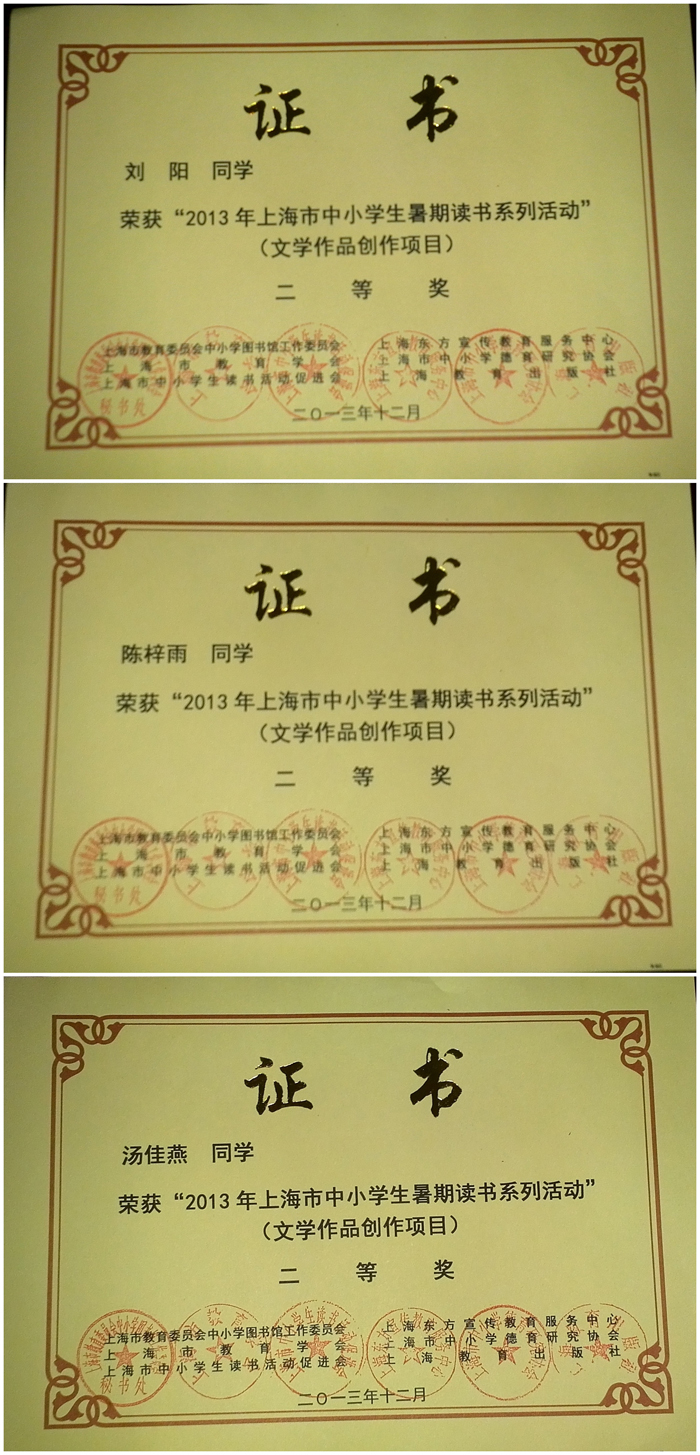 证 书
刘 阳 同学
荣获“2013年上海市中小学生暑期读书系列活动”
（文学作品创作项目）
二 等 奖
上海市教育委员会中小学图书馆工作委员会 上海东方宣传教育服务中心
上海市教育学会 上海市中小学德育研究协会
上海市中小学生读书活动促进会 上海教育出版社
秘书处
二〇一三年十二月
证 书
陈梓雨 同学
荣获“2013年上海市中小学生暑期读书系列活动”
（文学作品创作项目）
二 等 奖
上海市教育委员会中小学图书馆工作委员会 上海东方宣传教育服务中心
上海市教育学会 上海市中小学德育研究协会
上海市中小学生读书活动促进会 上海教育出版社
秘书处
二〇一三年十二月
证 书
汤佳燕 同学
荣获“2013年上海市中小学生暑期读书系列活动”
（文学作品创作项目）
二 等 奖
上海市教育委员会中小学图书馆工作委员会 上海东方宣传教育服务中心
上海市教育学会 上海市中小学德育研究协会
上海市中小学生读书活动促进会 上海教育出版社
秘书处
二〇一三年十二月